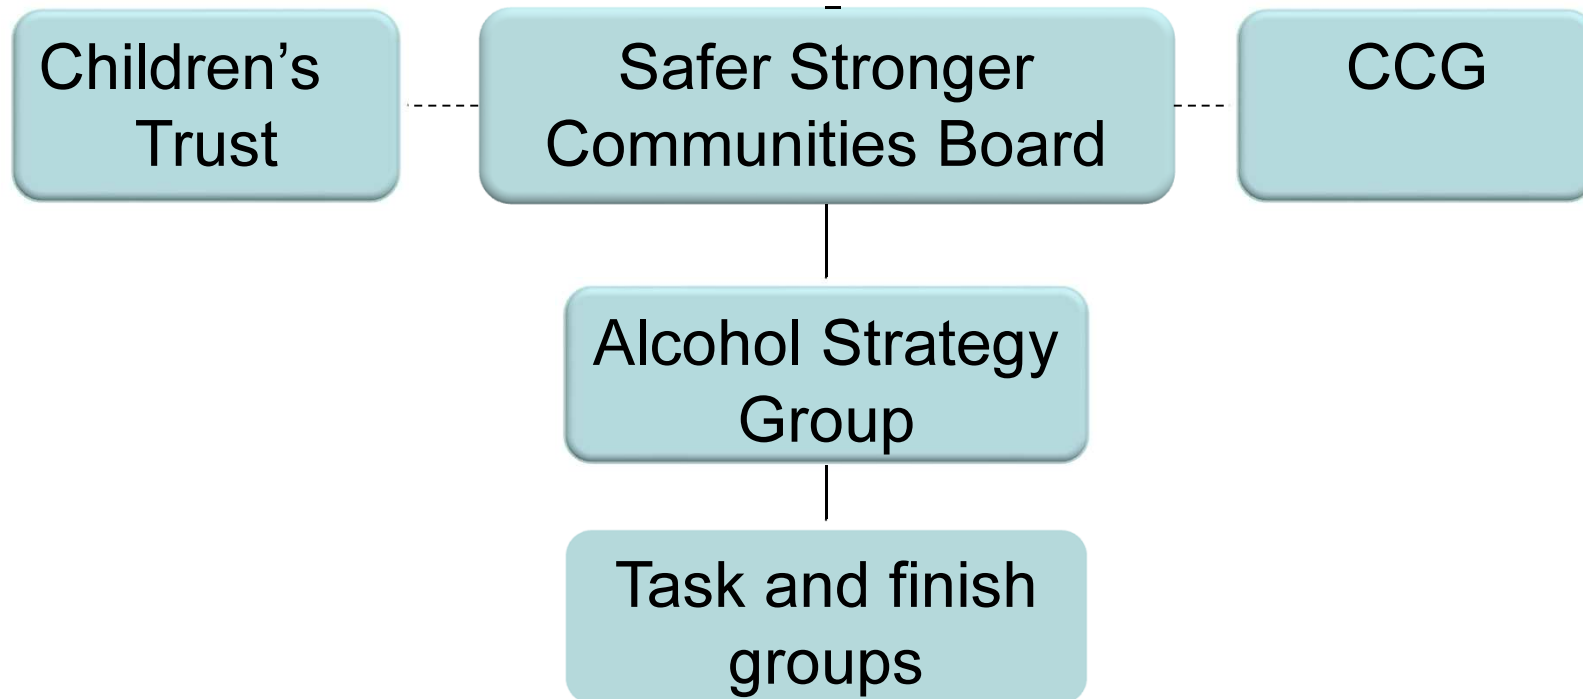 Children’s
Trust
Safer Stronger
Communities Board
CCG
Alcohol Strategy
Group
Task and finish
groups